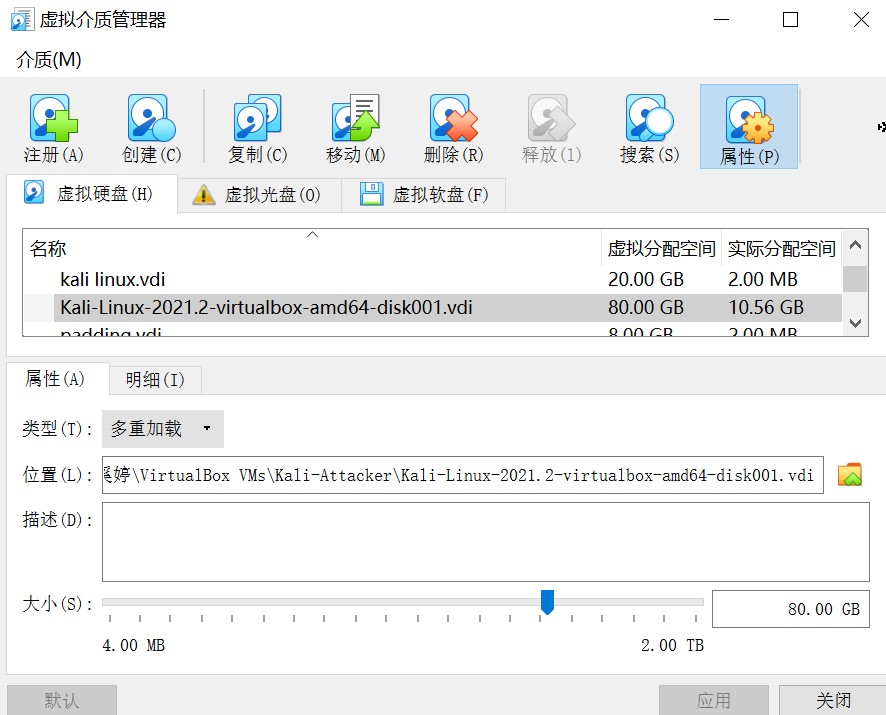 虚拟介质管理器
介质(M)
注册(A) 创建(C) 复制(C) 移动(M) 删除(R) 释放(1) 搜索(S) 属性(P)
虚拟硬盘(H) 虚拟光盘(O) 虚拟软盘(F)
名称 虚拟分配空间 实际分配空间
kali linux.vdi 20.00 GB 2.00 MB
Kali-Linux-2021.2-virtualbox-amd64-disk001.vdi 80.00 GB 10.56 GB
padding.vdi 8.00 GB 2.00 MB
属性(A) 明细(I)
类型(T): 多重加载
位置(L): 婷\VirtualBox VMs\Kali-Attacker\Kali-Linux-2021.2-virtualbox-amd64-disk001.vdi
描述(D):
大小(S): 80.00 GB
4.00 MB 2.00 TB
默认 应用 关闭